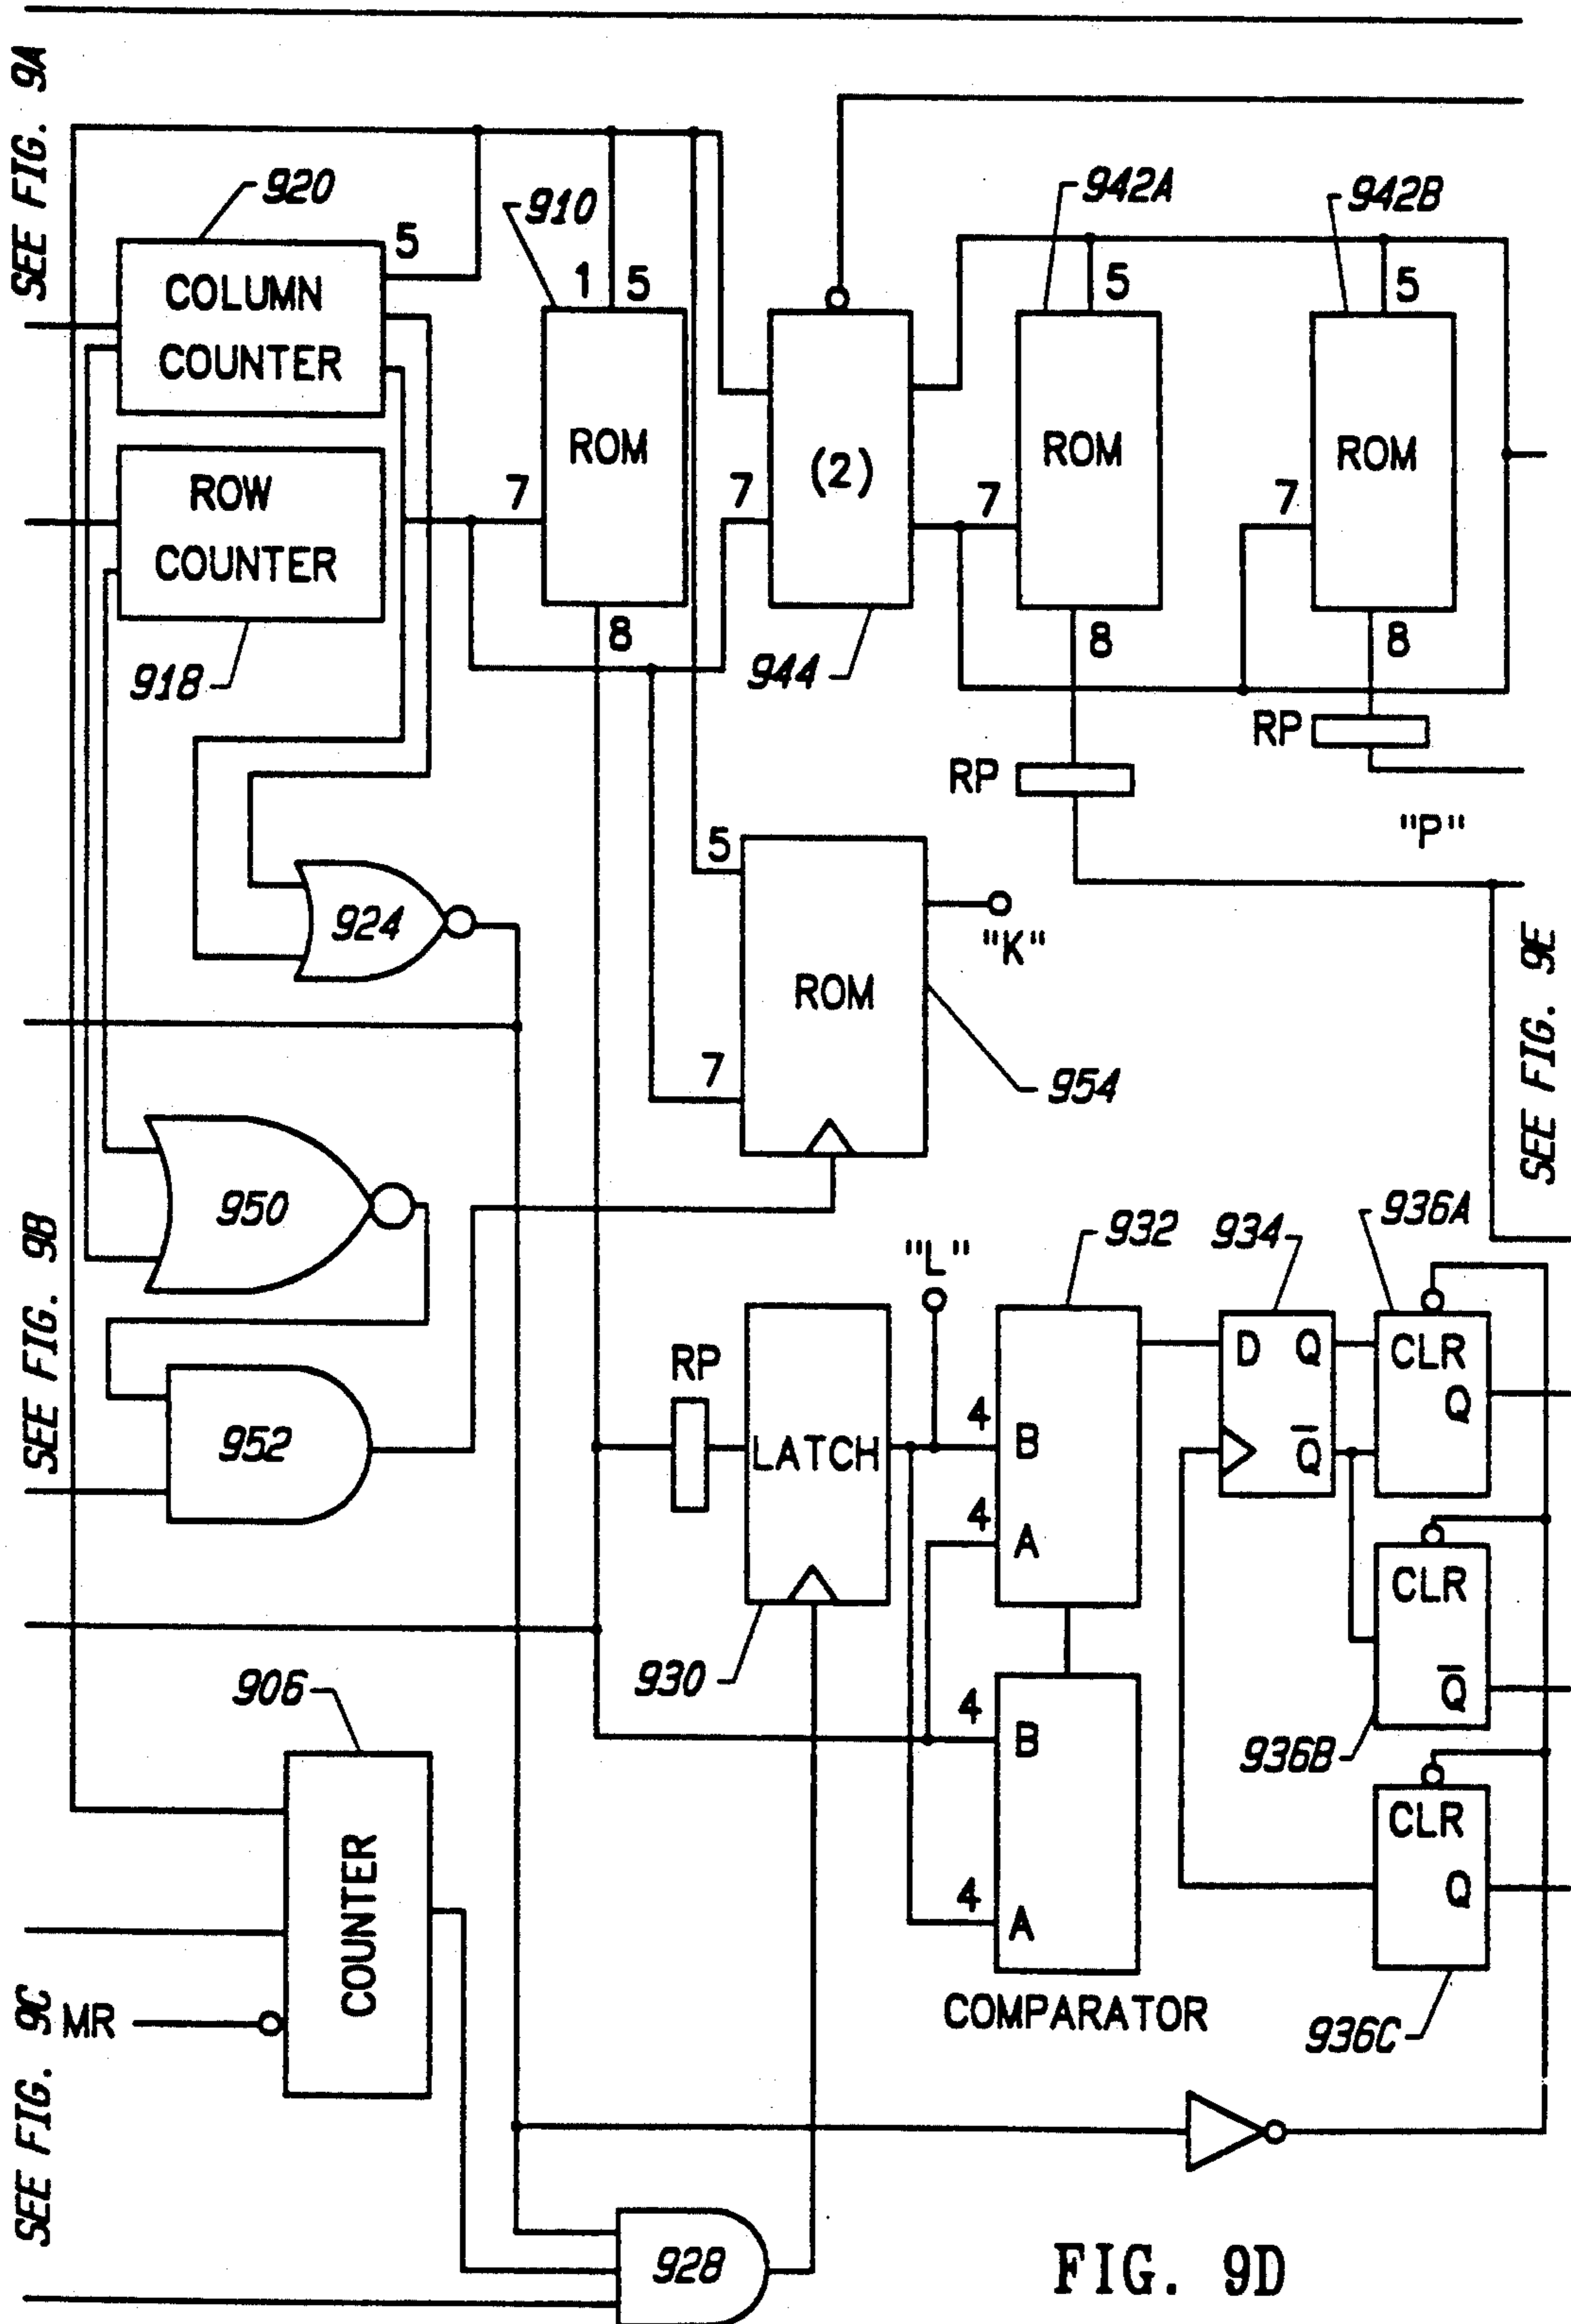 SEE FIG. 9A
920
5
COLUMN
COUNTER
910
1 5
ROM
7
8
ROW
COUNTER
918
7
(2)
944
942A
5
ROM
7
8
RP
942B
5
ROM
7
8
RP
"P"
924
5
ROM
7
"K"
954
SEE FIG. 9E
SEE FIG. 9B
950
952
RP
LATCH
930
"L"
932
4
B
4
A
4
B
4
A
COMPARATOR
934
D Q
Q̅
936A
CLR
Q
CLR
Q̅
936B
CLR
Q
936C
906
COUNTER
MR
SEE FIG. 9C
928
FIG. 9D